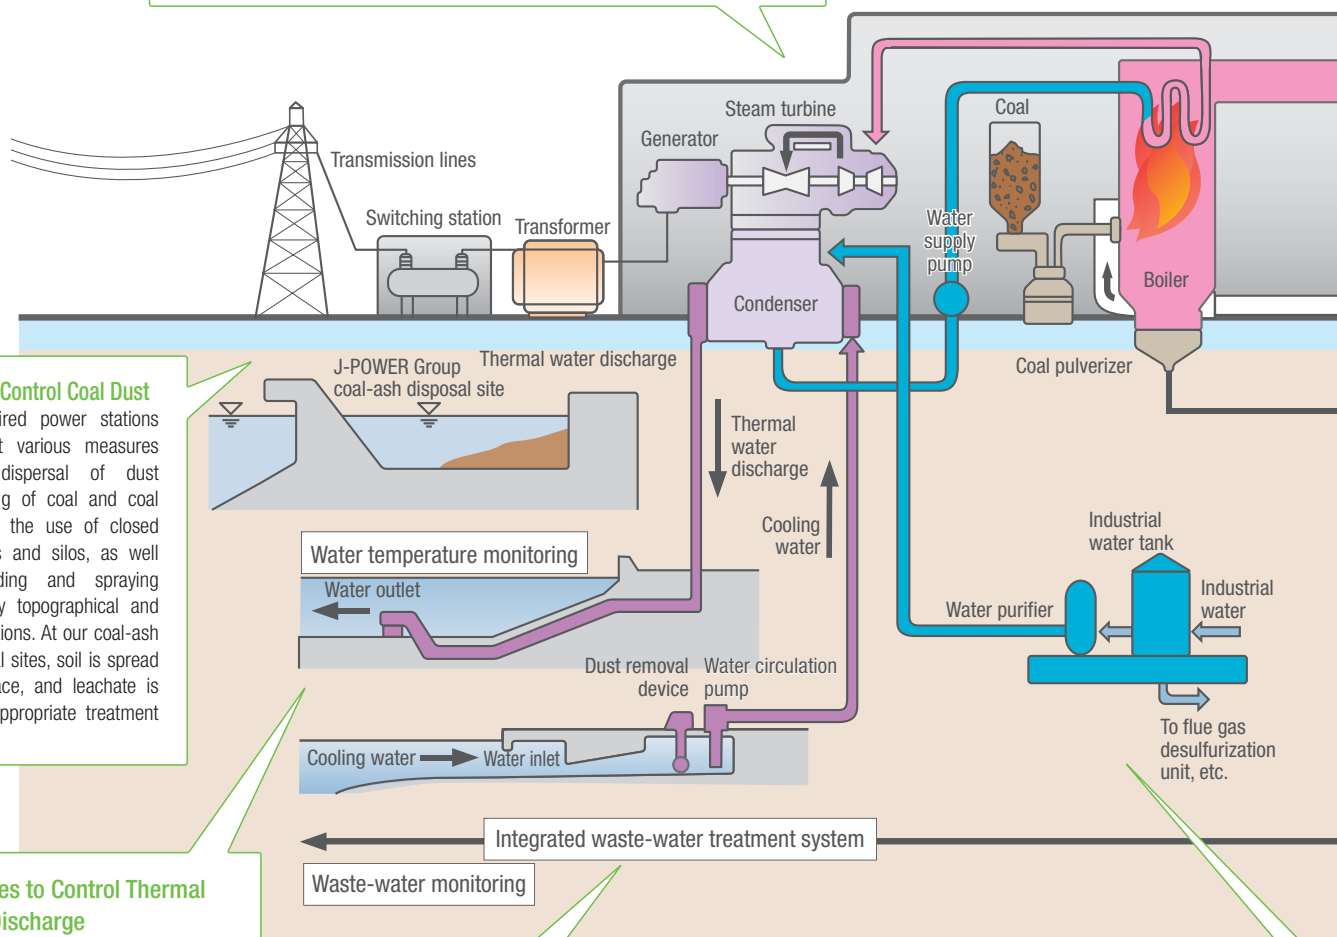 Transmission lines
Switching station
Transformer
Generator
Steam turbine
Condenser
Water
supply
pump
Coal
Boiler
Coal pulverizer
Control Coal Dust
ired power stations
t various measures
dispersal of dust
g of coal and coal
the use of closed
s and silos, as well
ding and spraying
y topographical and
tions. At our coal-ash
al sites, soil is spread
ace, and leachate is
ppropriate treatment
J-POWER Group
coal-ash disposal site
Thermal water discharge
Thermal
water
discharge
Cooling
water
Water temperature monitoring
Water outlet
Dust removal
device
Water circulation
pump
Cooling water
Water inlet
Industrial
water tank
Industrial
water
Water purifier
To flue gas
desulfurization
unit, etc.
Integrated waste-water treatment system
Waste-water monitoring
es to Control Thermal
Discharge